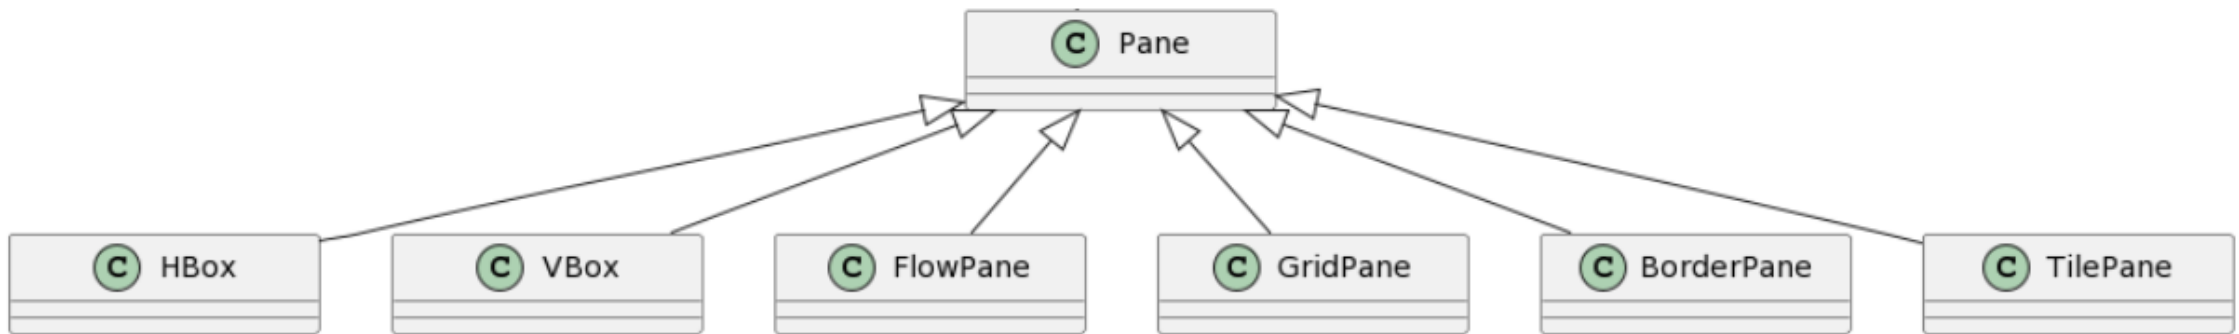 C Pane
C HBox
C VBox
C FlowPane
C GridPane
C BorderPane
C TilePane